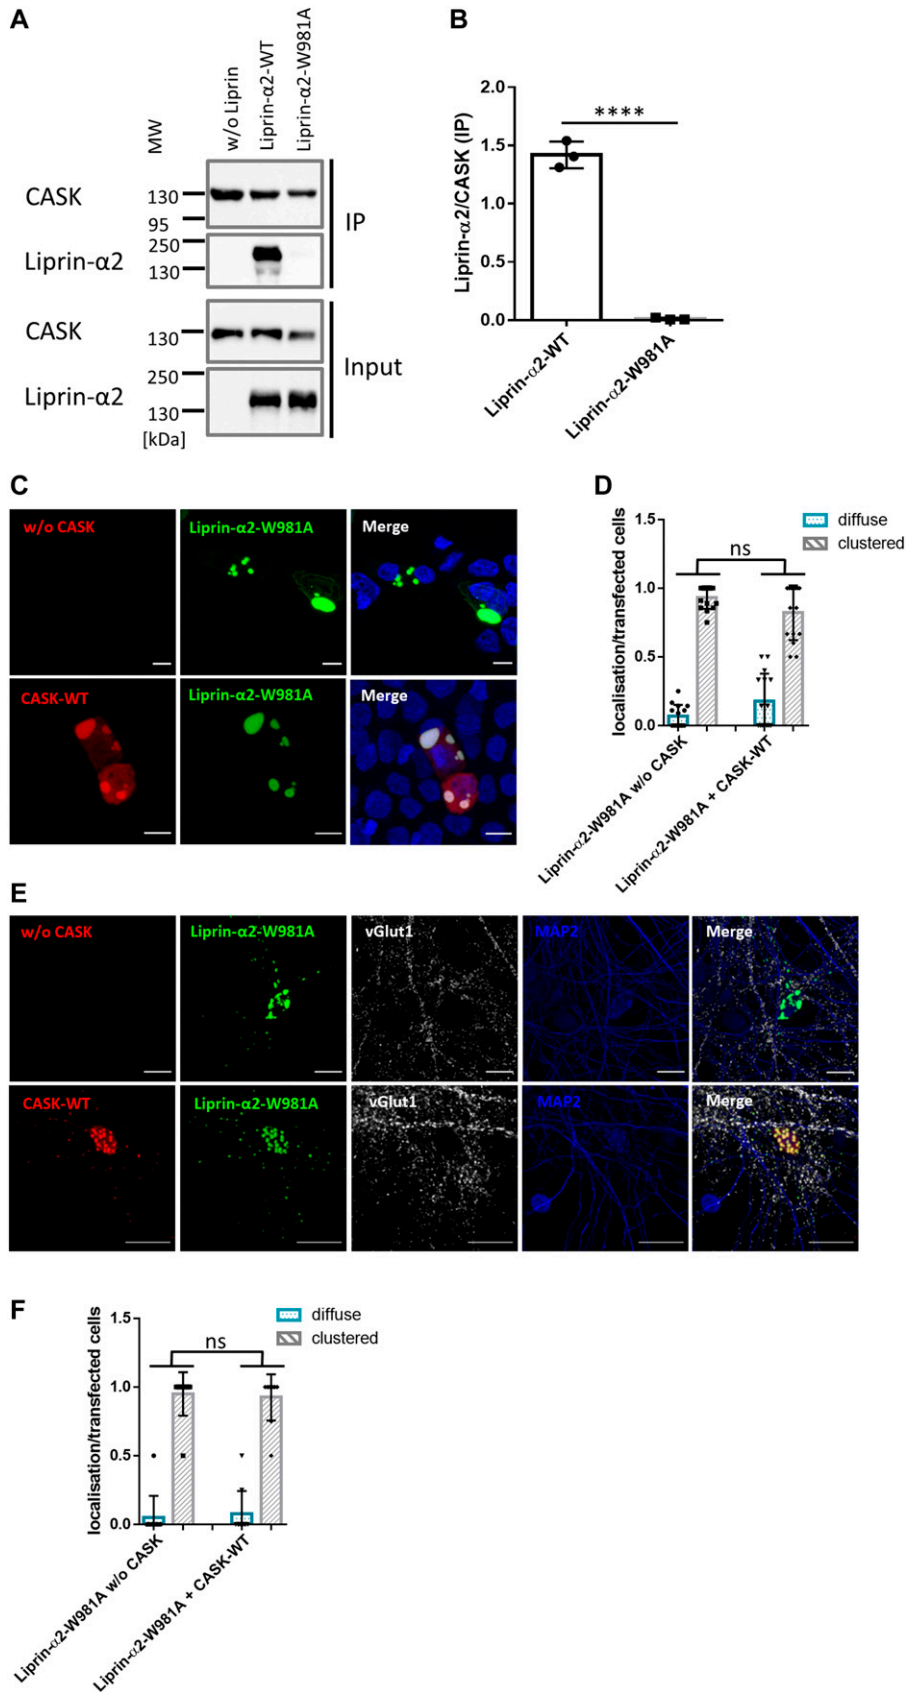 A
MW
w/o Liprin
Liprin-α2-WT
Liprin-α2-W981A
CASK
130
95
IP
Liprin-α2
250
130
CASK
130
Input
Liprin-α2
250
130
[kDa]
B
Liprin-α2/CASK (IP)
2.0
1.5
1.0
0.5
0.0
****
Liprin-α2-WT
Liprin-α2-W981A
C
w/o CASK
Liprin-α2-W981A
Merge
CASK-WT
Liprin-α2-W981A
Merge
D
localisation/transfected cells
1.5
1.0
0.5
0.0
ns
diffuse
clustered
Liprin-α2-W981A w/o CASK
Liprin-α2-W981A + CASK-WT
E
w/o CASK
Liprin-α2-W981A
vGlut1
MAP2
Merge
CASK-WT
Liprin-α2-W981A
vGlut1
MAP2
Merge
F
localisation/transfected cells
1.5
1.0
0.5
0.0
ns
diffuse
clustered
Liprin-α2-W981A w/o CASK
Liprin-α2-W981A + CASK-WT